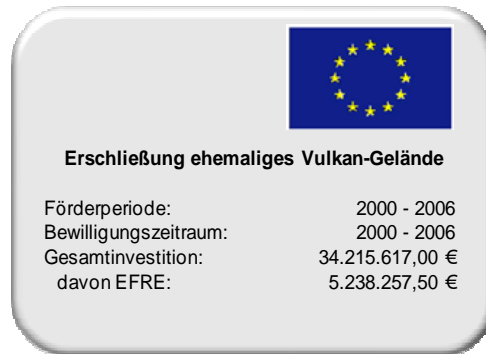 Erschließung ehemaliges Vulkan-Gelände
Förderperiode: 2000 - 2006
Bewilligungszeitraum: 2000 - 2006
Gesamtinvestition: 34.215.617,00 €
davon EFRE: 5.238.257,50 €